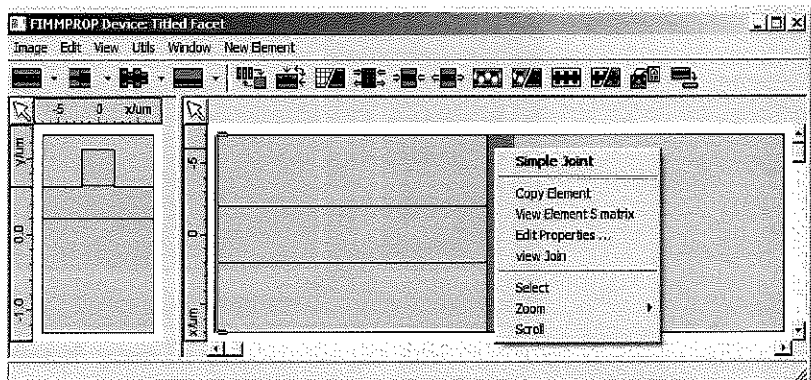 FIMMPROP Device: Titled Facet
Image Edit View Utils Window New Element
-5 0 x/um
y/um
0.0
-1.0
-5
0
x/um
Simple Joint
Copy Element
View Element S matrix
Edit Properties ...
view Join
Select
Zoom
Scroll